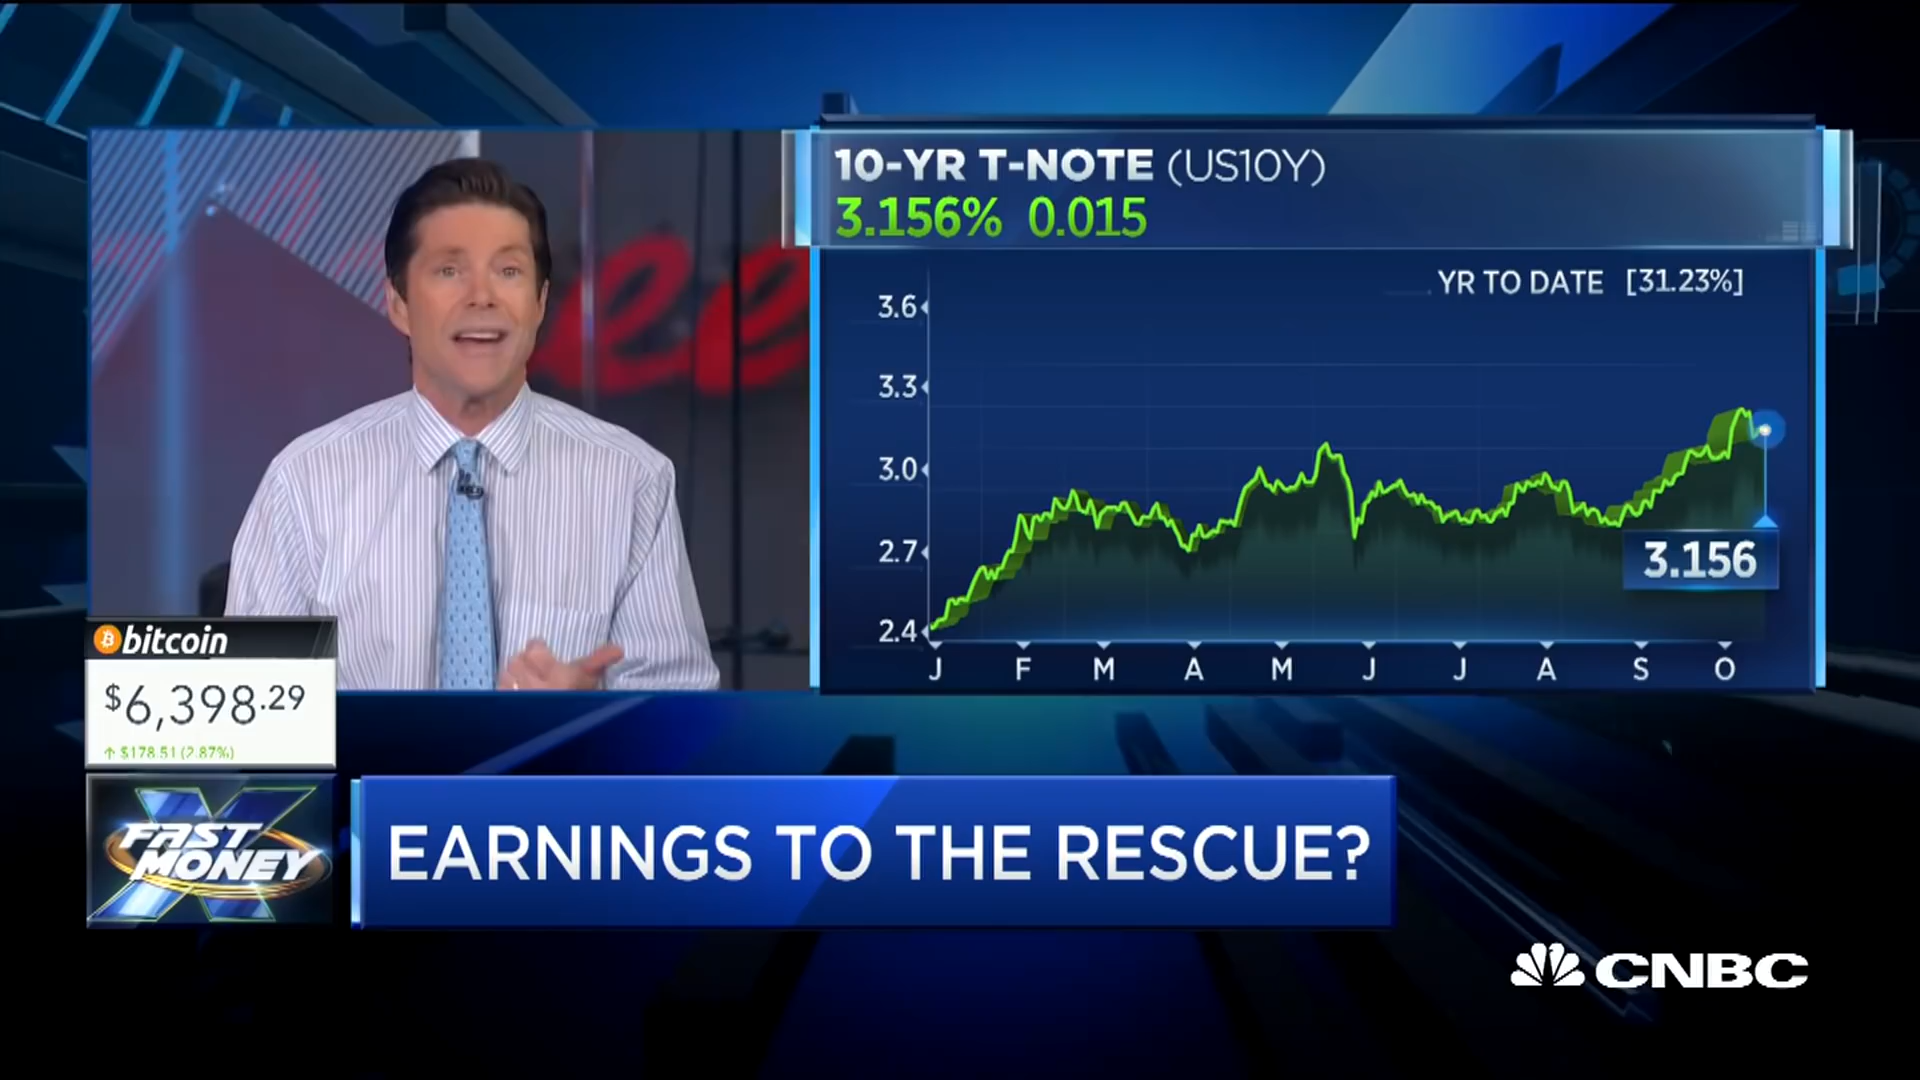 10-YR T-NOTE (US10Y)
3.156% 0.015
YR TO DATE [31.23%]
3.6
3.3
3.0
2.7
2.4
J F M A M J J A S O
3.156
ee
bitcoin
$6,398.29
↑ $178.51 (2.87%)
FAST
MONEY
EARNINGS TO THE RESCUE?
CNBC